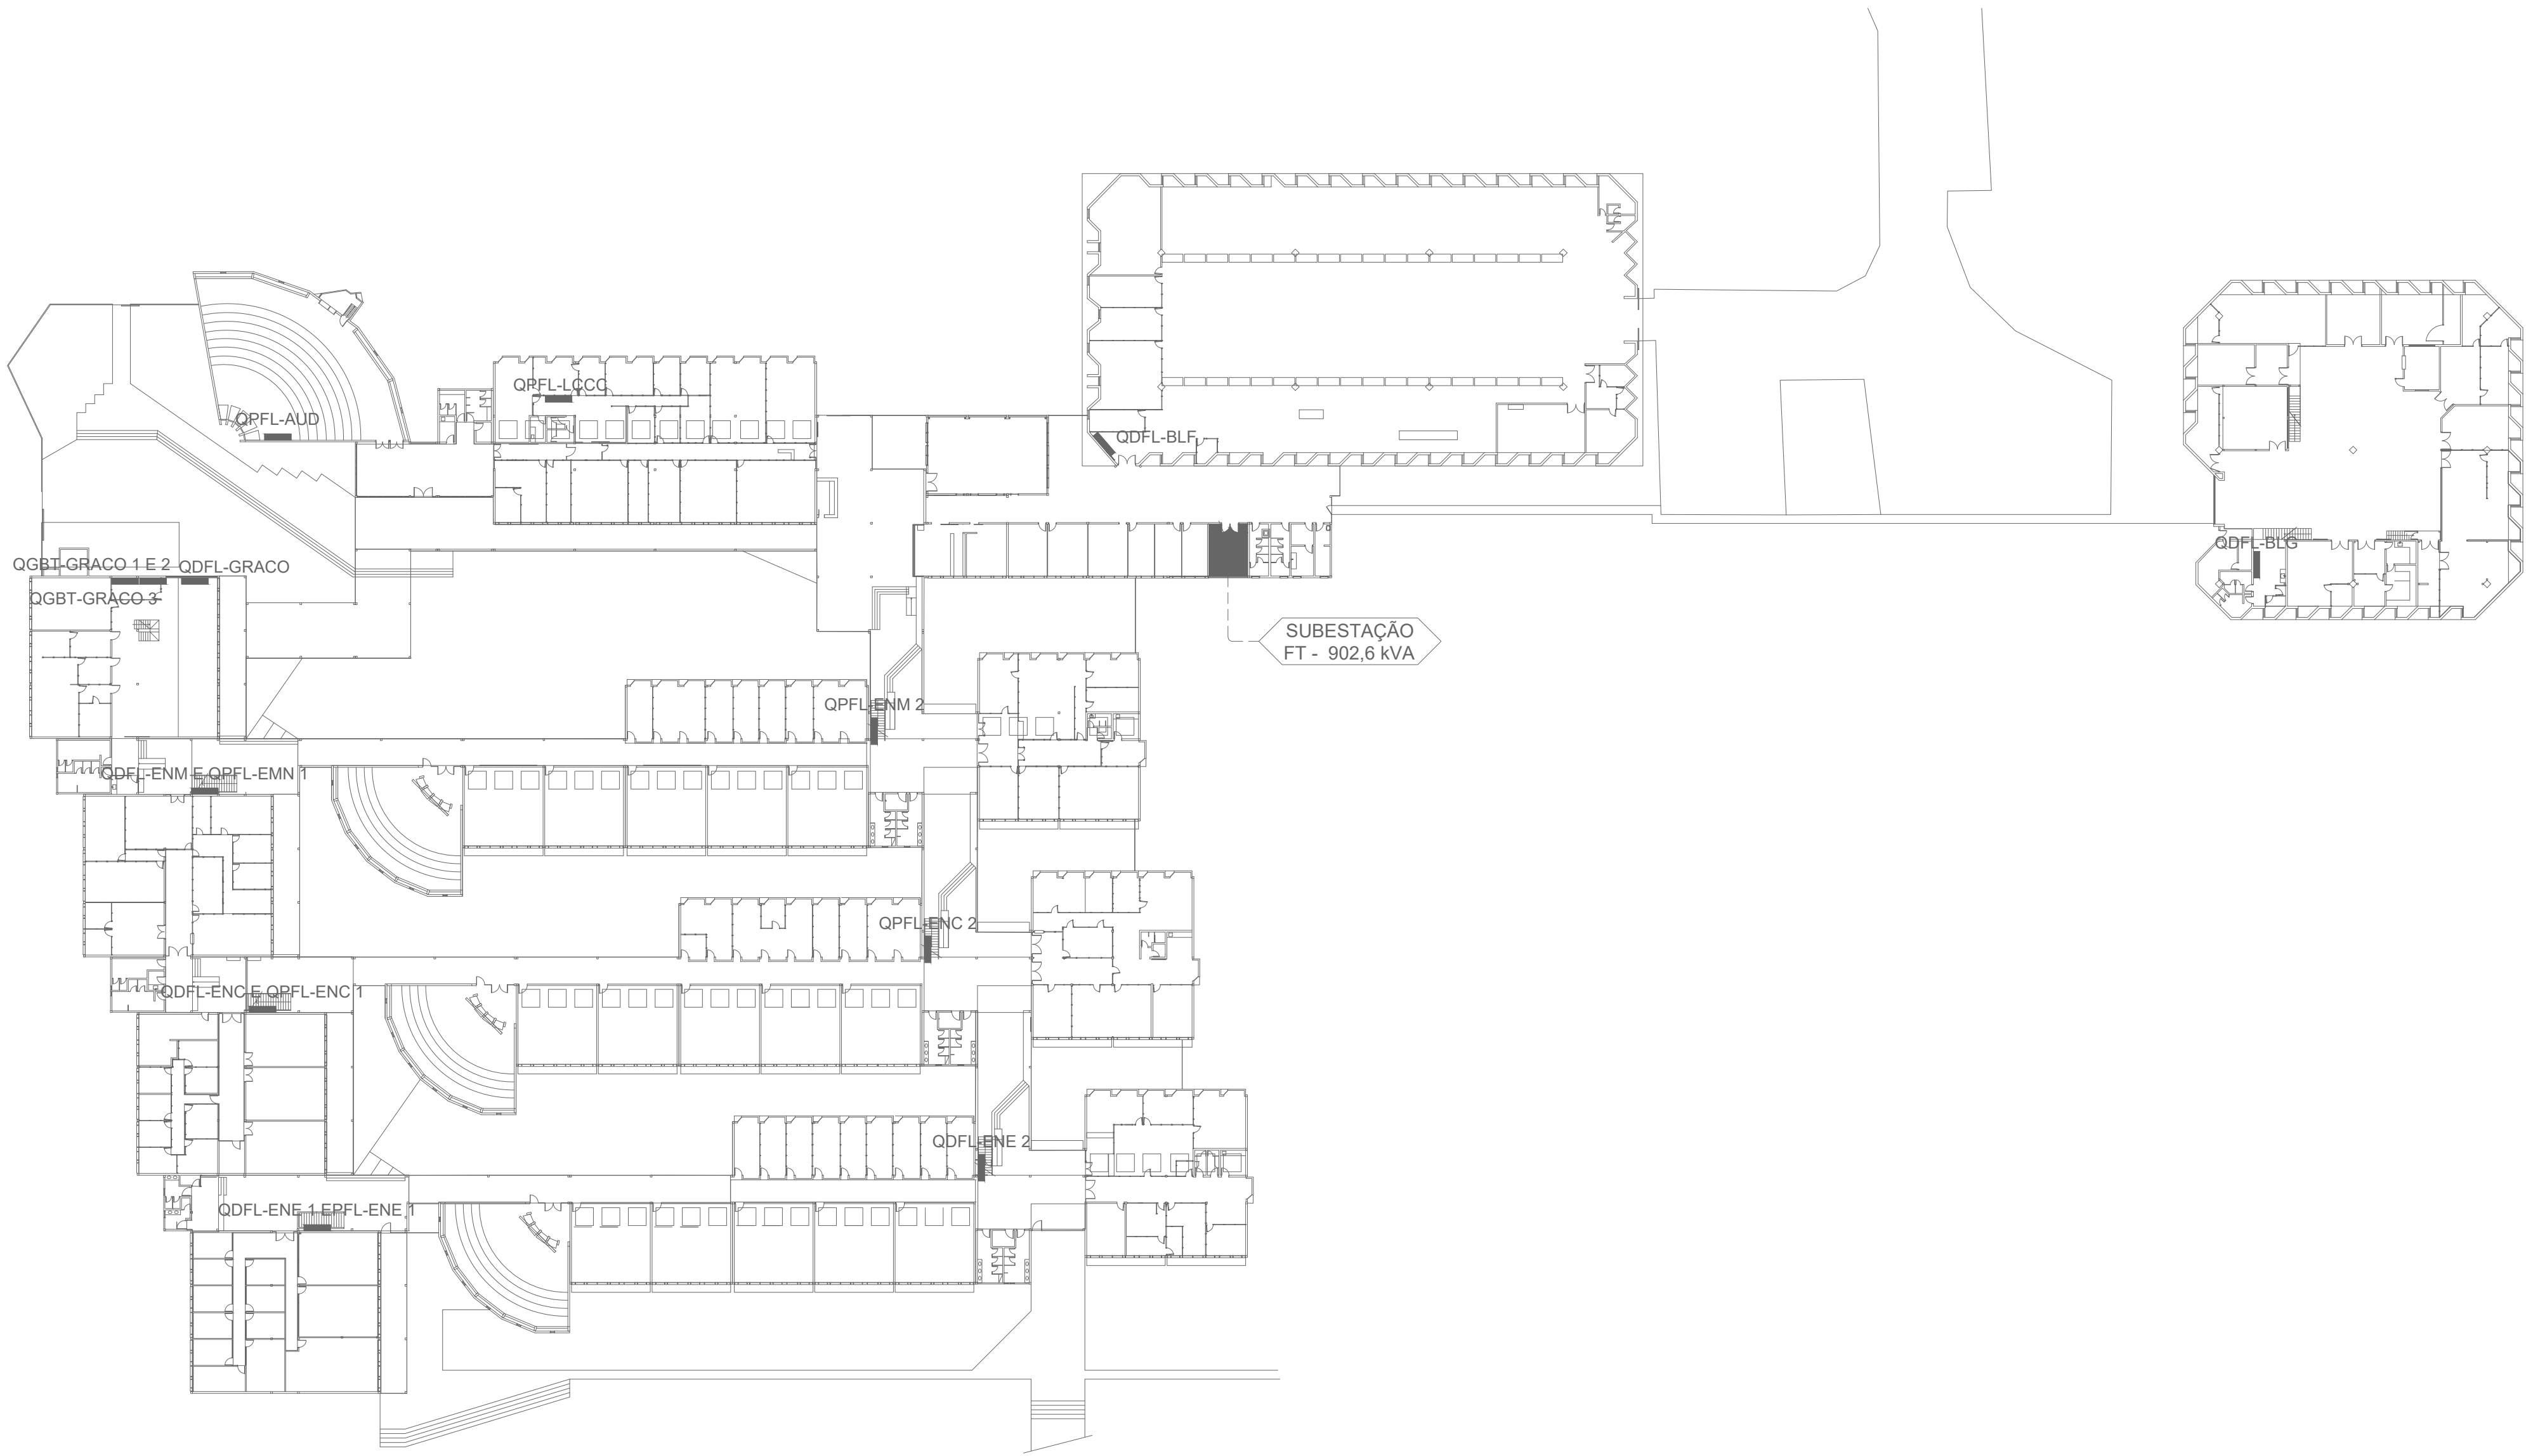 QPFL-LCCC
QPFL-AUD
QDFL-BLF
QDFL-BLG
QGBT-GRACO 1 E 2
QDFL-GRACO
QGBT-GRACO 3
SUBESTAÇÃO
FT - 902,6 kVA
QPFL-ENM 2
QDFL-ENM E QPFL-EMN 1
QPFL-ENC 2
QDFL-ENC E QPFL-ENC 1
QDFL-ENE 2
QDFL-ENE 1 EPFL-ENE 1